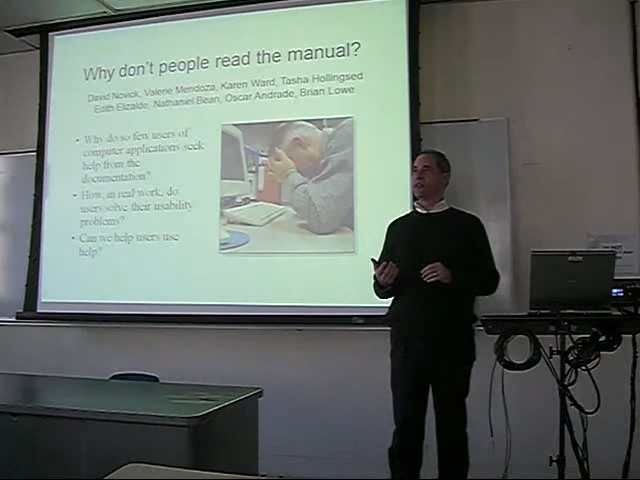 Why don't people read the manual?
David Novick, Valerie Mendoza, Karen Ward, Tasha Hollingsed
Edith Elizalde, Nathaniel Bean, Oscar Andrade, Brian Lowe
• Why do so few users of
computer applications seek
help from the
documentation?
• How, in real work, do
users solve their usability
problems?
• Can we help users use
help?